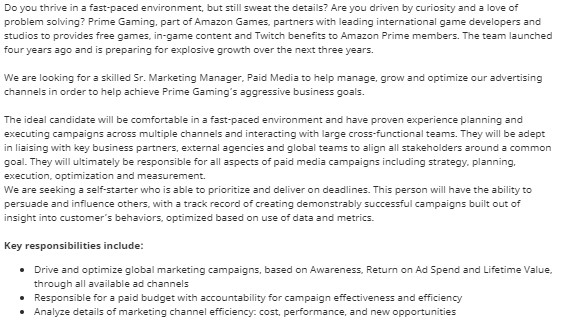 Do you thrive in a fast-paced environment, but still sweat the details? Are you driven by curiosity and a love of
problem solving? Prime Gaming, part of Amazon Games, partners with leading international game developers and
studios to provides free games, in-game content and Twitch benefits to Amazon Prime members. The team launched
four years ago and is preparing for explosive growth over the next three years.
We are looking for a skilled Sr. Marketing Manager, Paid Media to help manage, grow and optimize our advertising
channels in order to help achieve Prime Gaming's aggressive business goals.
The ideal candidate will be comfortable in a fast-paced environment and have proven experience planning and
executing campaigns across multiple channels and interacting with large cross-functional teams. They will be adept
in liaising with key business partners, external agencies and global teams to align all stakeholders around a common
goal. They will ultimately be responsible for all aspects of paid media campaigns including strategy, planning,
execution, optimization and measurement.
We are seeking a self-starter who is able to prioritize and deliver on deadlines. This person will have the ability to
persuade and influence others, with a track record of creating demonstrably successful campaigns built out of
insight into customer's behaviors, optimized based on use of data and metrics.
Key responsibilities include:
• Drive and optimize global marketing campaigns, based on Awareness, Return on Ad Spend and Lifetime Value,
through all available ad channels
• Responsible for a paid budget with accountability for campaign effectiveness and efficiency
• Analyze details of marketing channel efficiency: cost, performance, and new opportunities